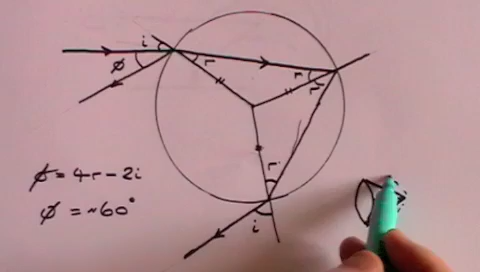 i
ø
r
r
r
r
i
ø = 4r - 2i
ø = ~60°